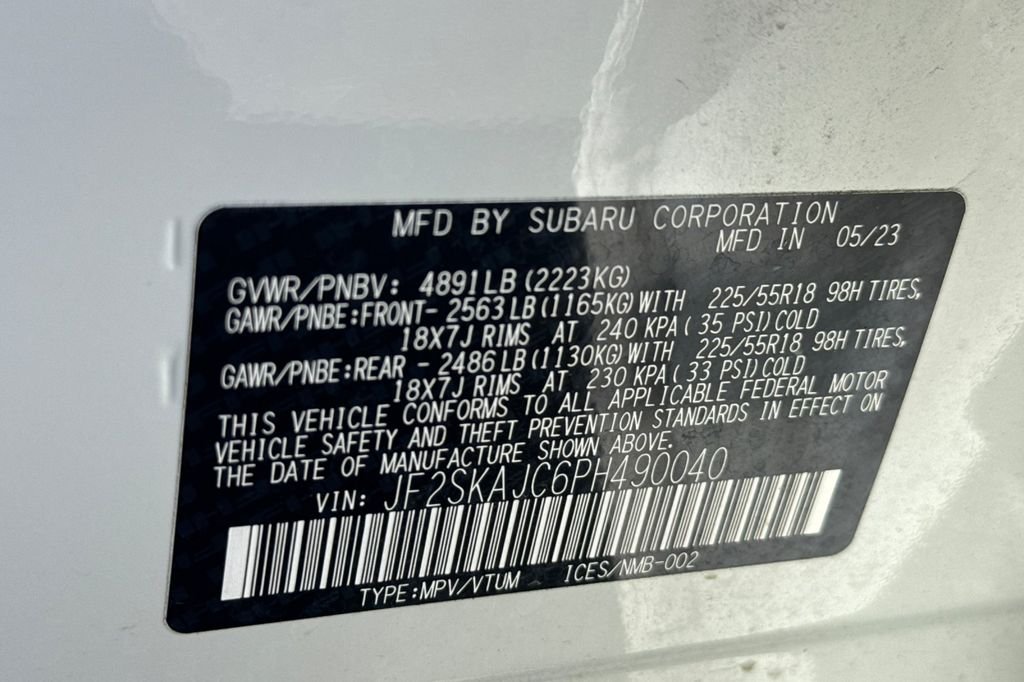 MFD BY SUBARU CORPORATION
MFD IN 05/23
GVWR/PNBV: 4891LB (2223KG)
GAWR/PNBE:FRONT- 2563LB(1165KG)WITH 225/55R18 98H TIRES,
18X7J RIMS AT 240 KPA ( 35 PSI)COLD
GAWR/PNBE:REAR - 2486LB(1130KG)WITH 225/55R18 98H TIRES,
18X7J RIMS AT 230 KPA ( 33 PSI)COLD
THIS VEHICLE CONFORMS TO ALL APPLICABLE FEDERAL MOTOR
VEHICLE SAFETY AND THEFT PREVENTION STANDARDS IN EFFECT ON
THE DATE OF MANUFACTURE SHOWN ABOVE.
VIN: JF2SKAJC6PH490040
TYPE:MPV/VTUM ICES/NMB-002